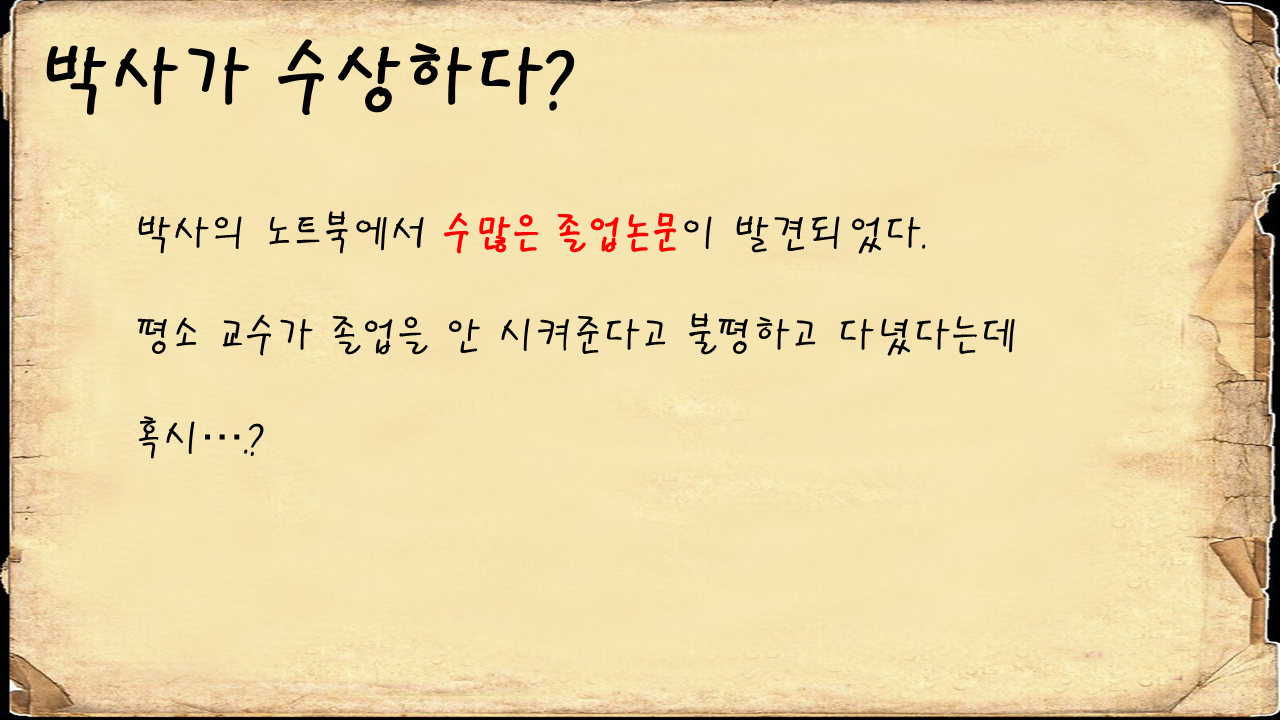 박사가 수상하다?
박사의 노트북에서 수많은 졸업논문이 발견되었다.
평소 교수가 졸업을 안 시켜준다고 불평하고 다녔다는데
혹시….?